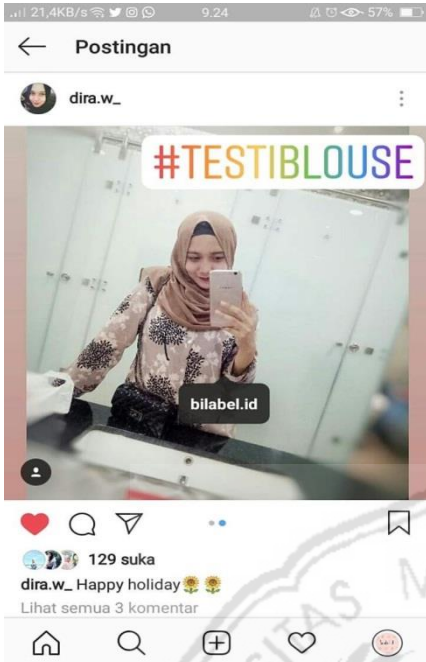 21,4KB/s 9.24 57%
Postingan
dira.w_
#TESTIBLOUSE
bilabel.id
129 suka
dira.w_ Happy holiday🌻🌻
Lihat semua 3 komentar